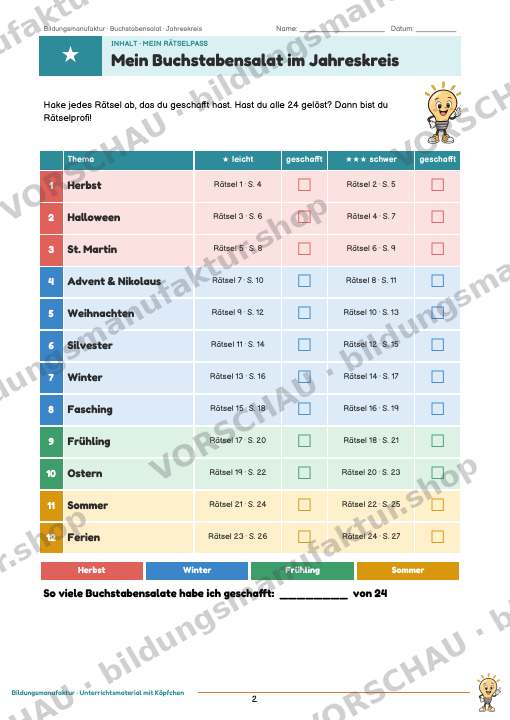 Bildungsmanufaktur · Buchstabensalat · Jahreskreis Name: ____________________ Datum: __________
INHALT · MEIN RÄTSELPASS
★ Mein Buchstabensalat im Jahreskreis
Hake jedes Rätsel ab, das du geschafft hast. Hast du alle 24 gelöst? Dann bist du
Rätselprofi!
Thema ★ leicht geschafft ★★★ schwer geschafft
1 Herbst Rätsel 1 · S. 4 ☐ Rätsel 2 · S. 5 ☐
2 Halloween Rätsel 3 · S. 6 ☐ Rätsel 4 · S. 7 ☐
3 St. Martin Rätsel 5 · S. 8 ☐ Rätsel 6 · S. 9 ☐
4 Advent & Nikolaus Rätsel 7 · S. 10 ☐ Rätsel 8 · S. 11 ☐
5 Weihnachten Rätsel 9 · S. 12 ☐ Rätsel 10 · S. 13 ☐
6 Silvester Rätsel 11 · S. 14 ☐ Rätsel 12 · S. 15 ☐
7 Winter Rätsel 13 · S. 16 ☐ Rätsel 14 · S. 17 ☐
8 Fasching Rätsel 15 · S. 18 ☐ Rätsel 16 · S. 19 ☐
9 Frühling Rätsel 17 · S. 20 ☐ Rätsel 18 · S. 21 ☐
10 Ostern Rätsel 19 · S. 22 ☐ Rätsel 20 · S. 23 ☐
11 Sommer Rätsel 21 · S. 24 ☐ Rätsel 22 · S. 25 ☐
12 Ferien Rätsel 23 · S. 26 ☐ Rätsel 24 · S. 27 ☐
Herbst Winter Frühling Sommer
So viele Buchstabensalate habe ich geschafft: ________ von 24
Bildungsmanufaktur · Unterrichtsmaterial mit Köpfchen
2
VORSCHAU · bildungsmanufaktur.shop